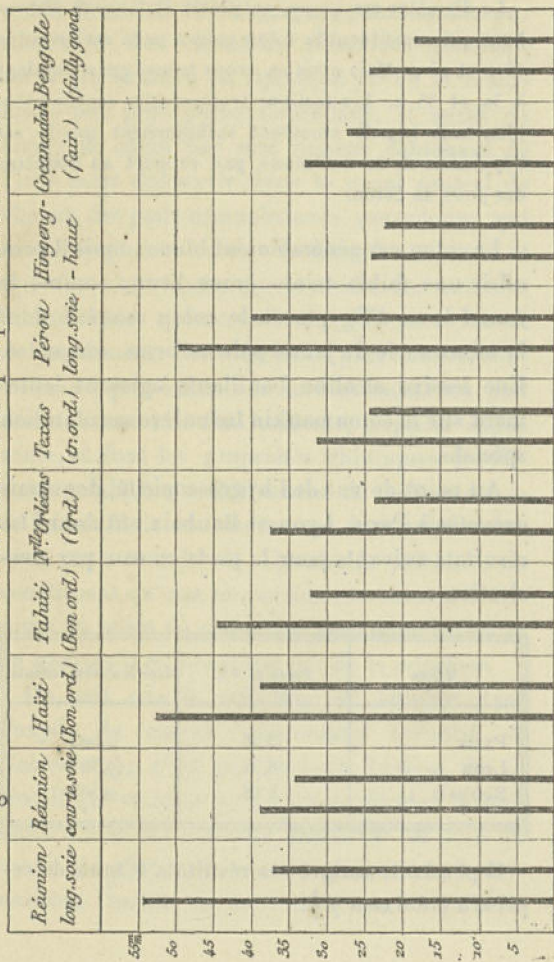 Réunion
long. soie
Réunion
courte soie
Haïti
(Bon ord.)
Tahiti
(Bon ord.)
Nlle Orléans
(Ord.)
Texas
(tr. ord.)
Pérou
long. soie
Hingeng-
-haut
Cocanadah
(fair.)
Bengale
(fully good)
55
50
45
40
35
30
25
20
15
10
5